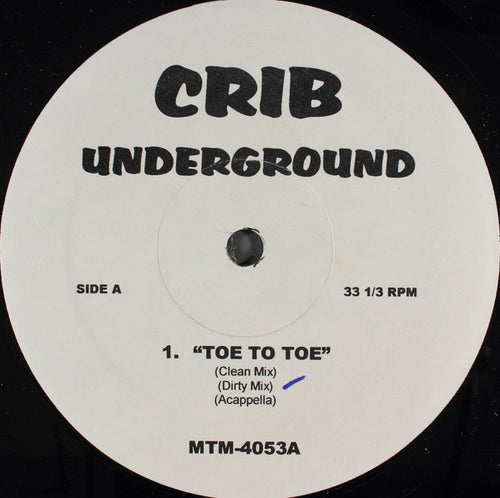 CRIB
UNDERGROUND
SIDE A
33 1/3 RPM
1. “TOE TO TOE”
(Clean Mix)
(Dirty Mix)
(Acappella)
MTM-4053A